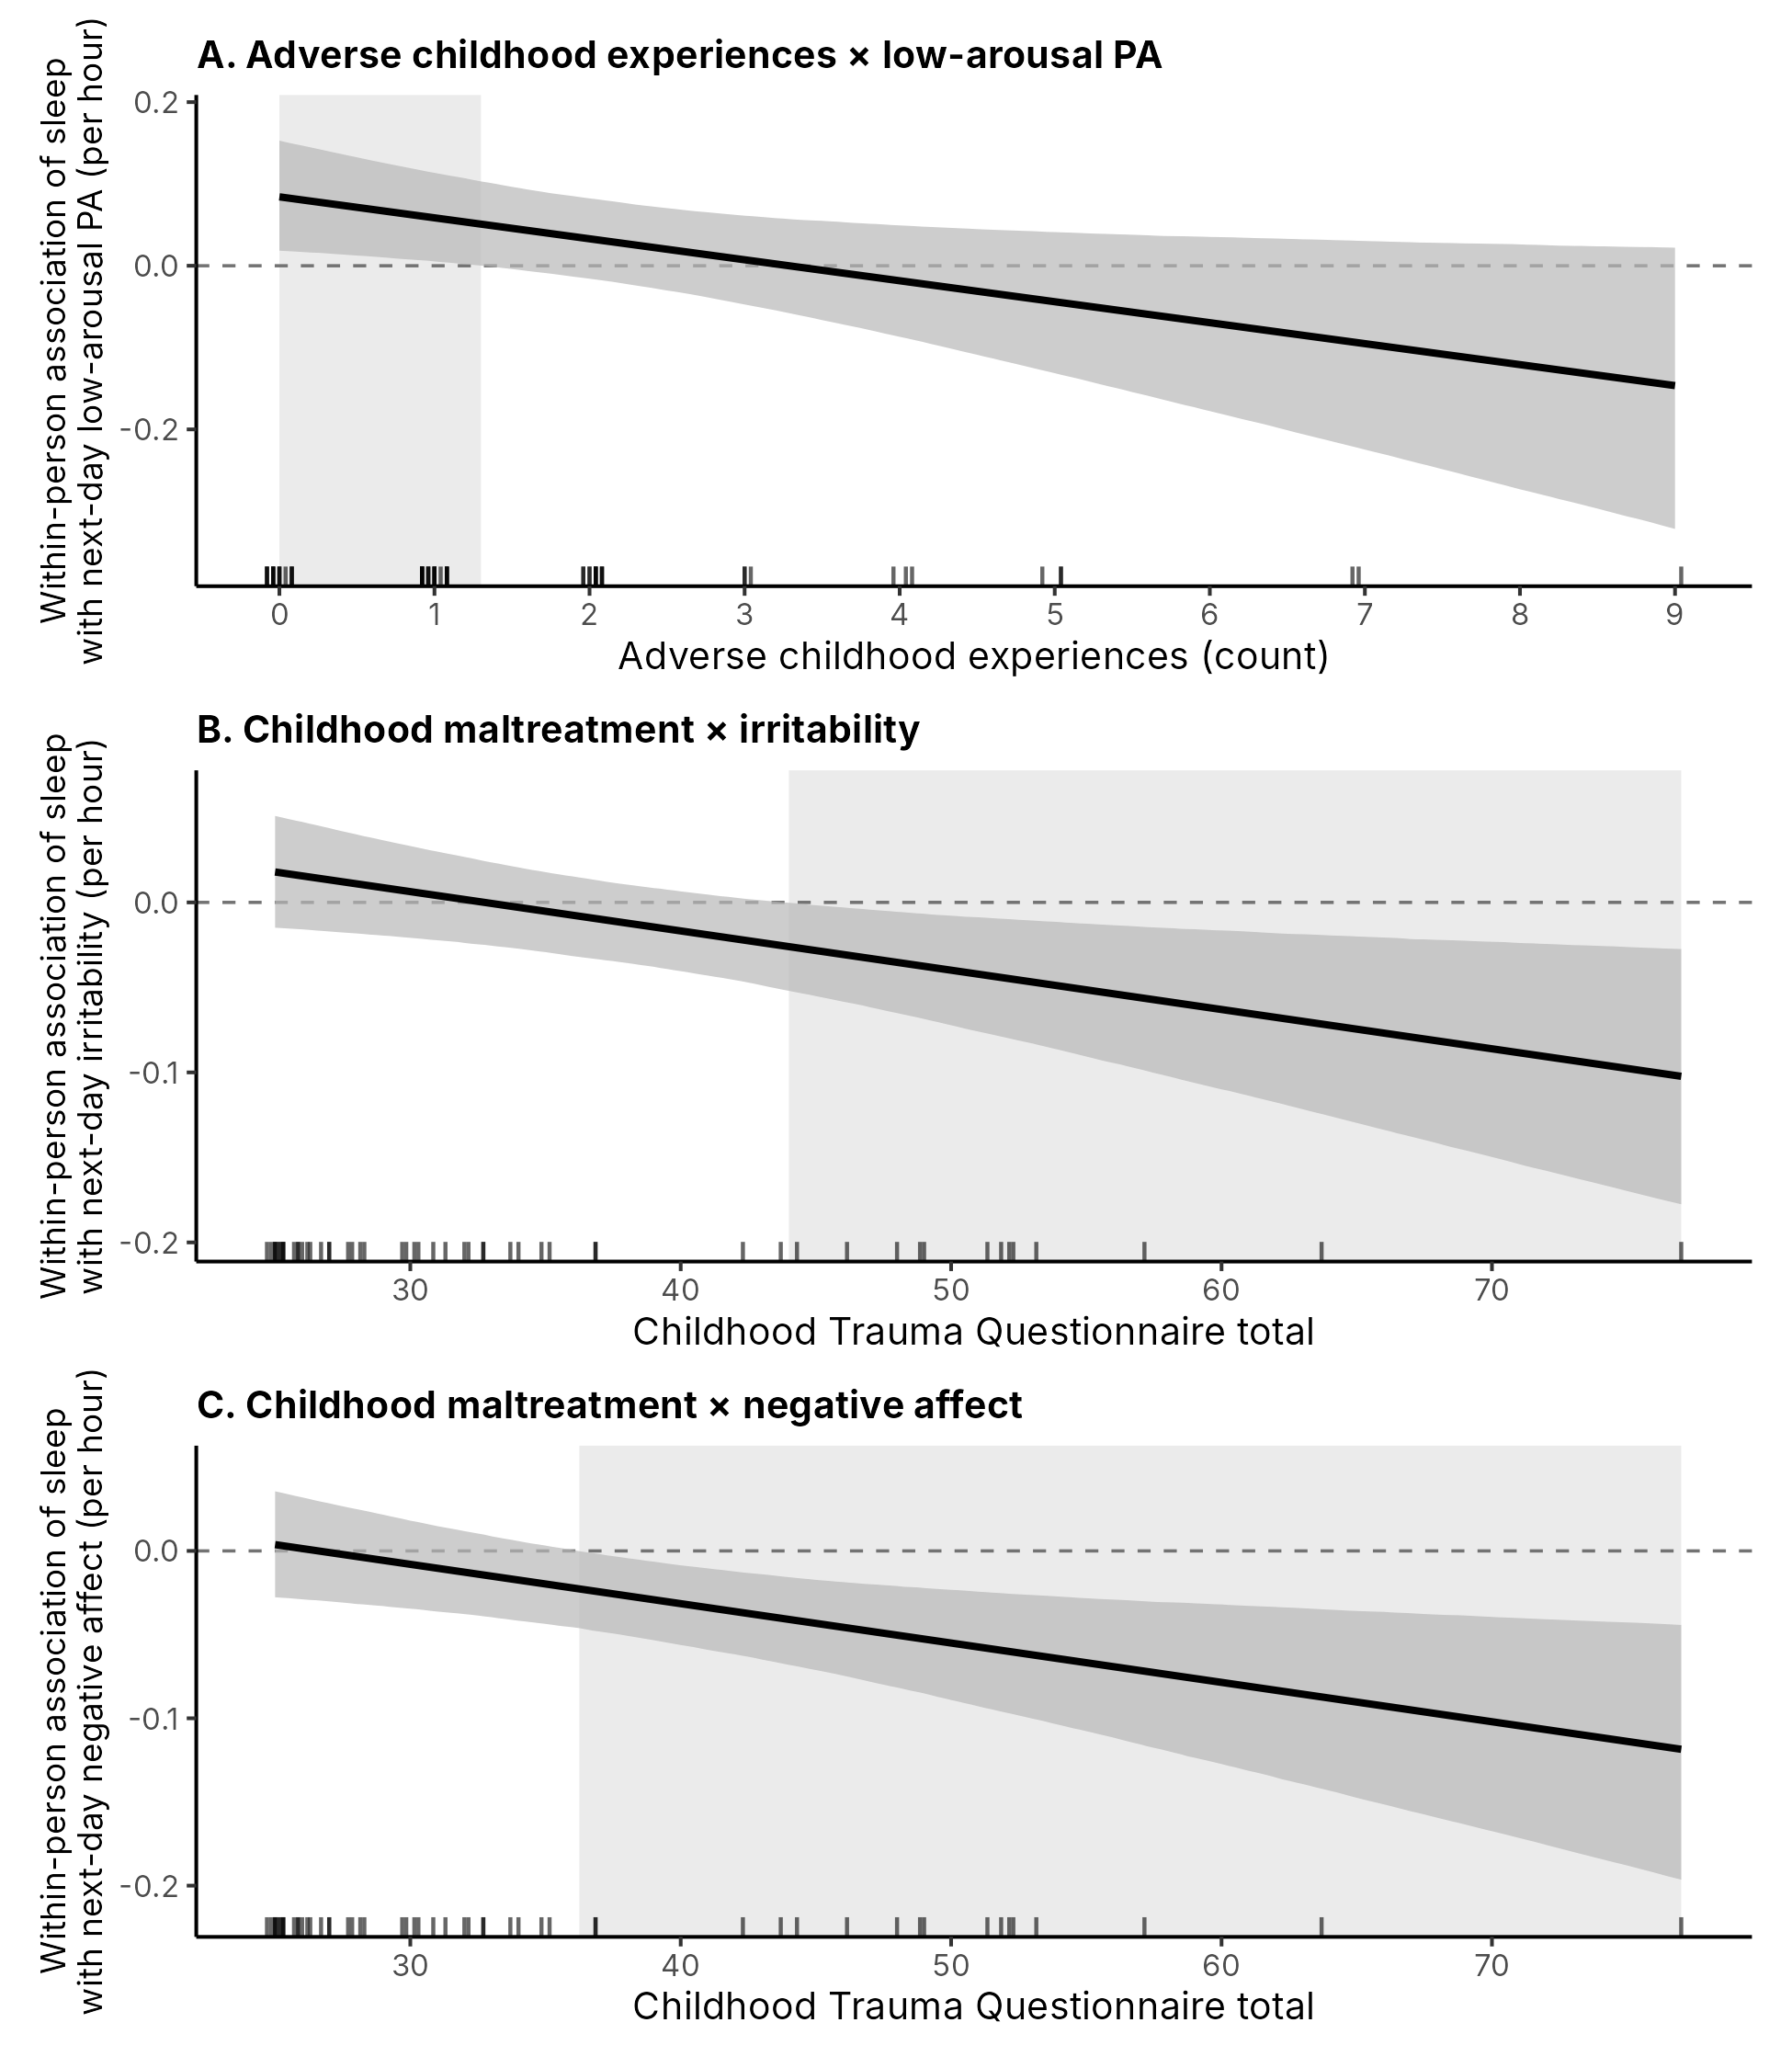 A. Adverse childhood experiences × low-arousal PA
Within-person association of sleep
with next-day low-arousal PA (per hour)
0.2
0.0
-0.2
0 1 2 3 4 5 6 7 8 9
Adverse childhood experiences (count)
B. Childhood maltreatment × irritability
Within-person association of sleep
with next-day irritability (per hour)
0.0
-0.1
-0.2
30 40 50 60 70
Childhood Trauma Questionnaire total
C. Childhood maltreatment × negative affect
Within-person association of sleep
with next-day negative affect (per hour)
0.0
-0.1
-0.2
30 40 50 60 70
Childhood Trauma Questionnaire total